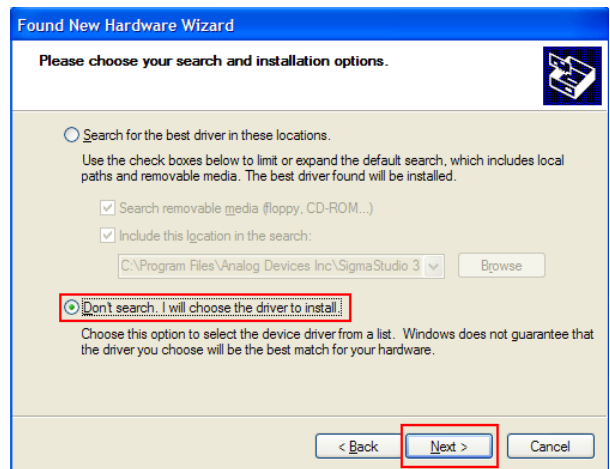 Found New Hardware Wizard
Please choose your search and installation options.
Search for the best driver in these locations.
Use the check boxes below to limit or expand the default search, which includes local
paths and removable media. The best driver found will be installed.
Search removable media (floppy, CD-ROM...)
Include this location in the search:
C:\Program Files\Analog Devices Inc\SigmaStudio 3
Browse
Don't search. I will choose the driver to install.
Choose this option to select the device driver from a list. Windows does not guarantee that
the driver you choose will be the best match for your hardware.
< Back Next > Cancel